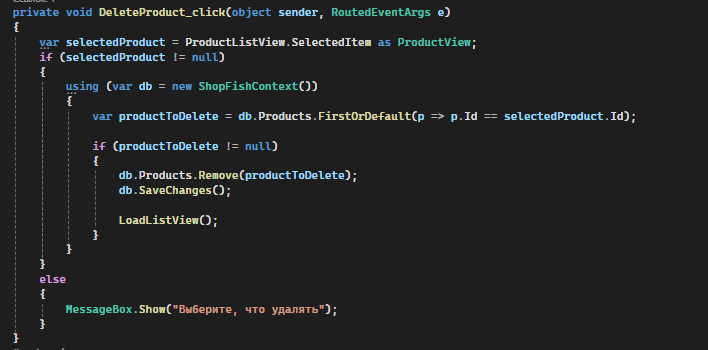 private void DeleteProduct_click(object sender, RoutedEventArgs e)
{
    var selectedProduct = ProductListView.SelectedItem as ProductView;
    if (selectedProduct != null)
    {
        using (var db = new ShopFishContext())
        {
            var productToDelete = db.Products.FirstOrDefault(p => p.Id == selectedProduct.Id);

            if (productToDelete != null)
            {
                db.Products.Remove(productToDelete);
                db.SaveChanges();

                LoadListView();
            }
        }
    }
    else
    {
        MessageBox.Show("Выберите, что удалять");
    }
}